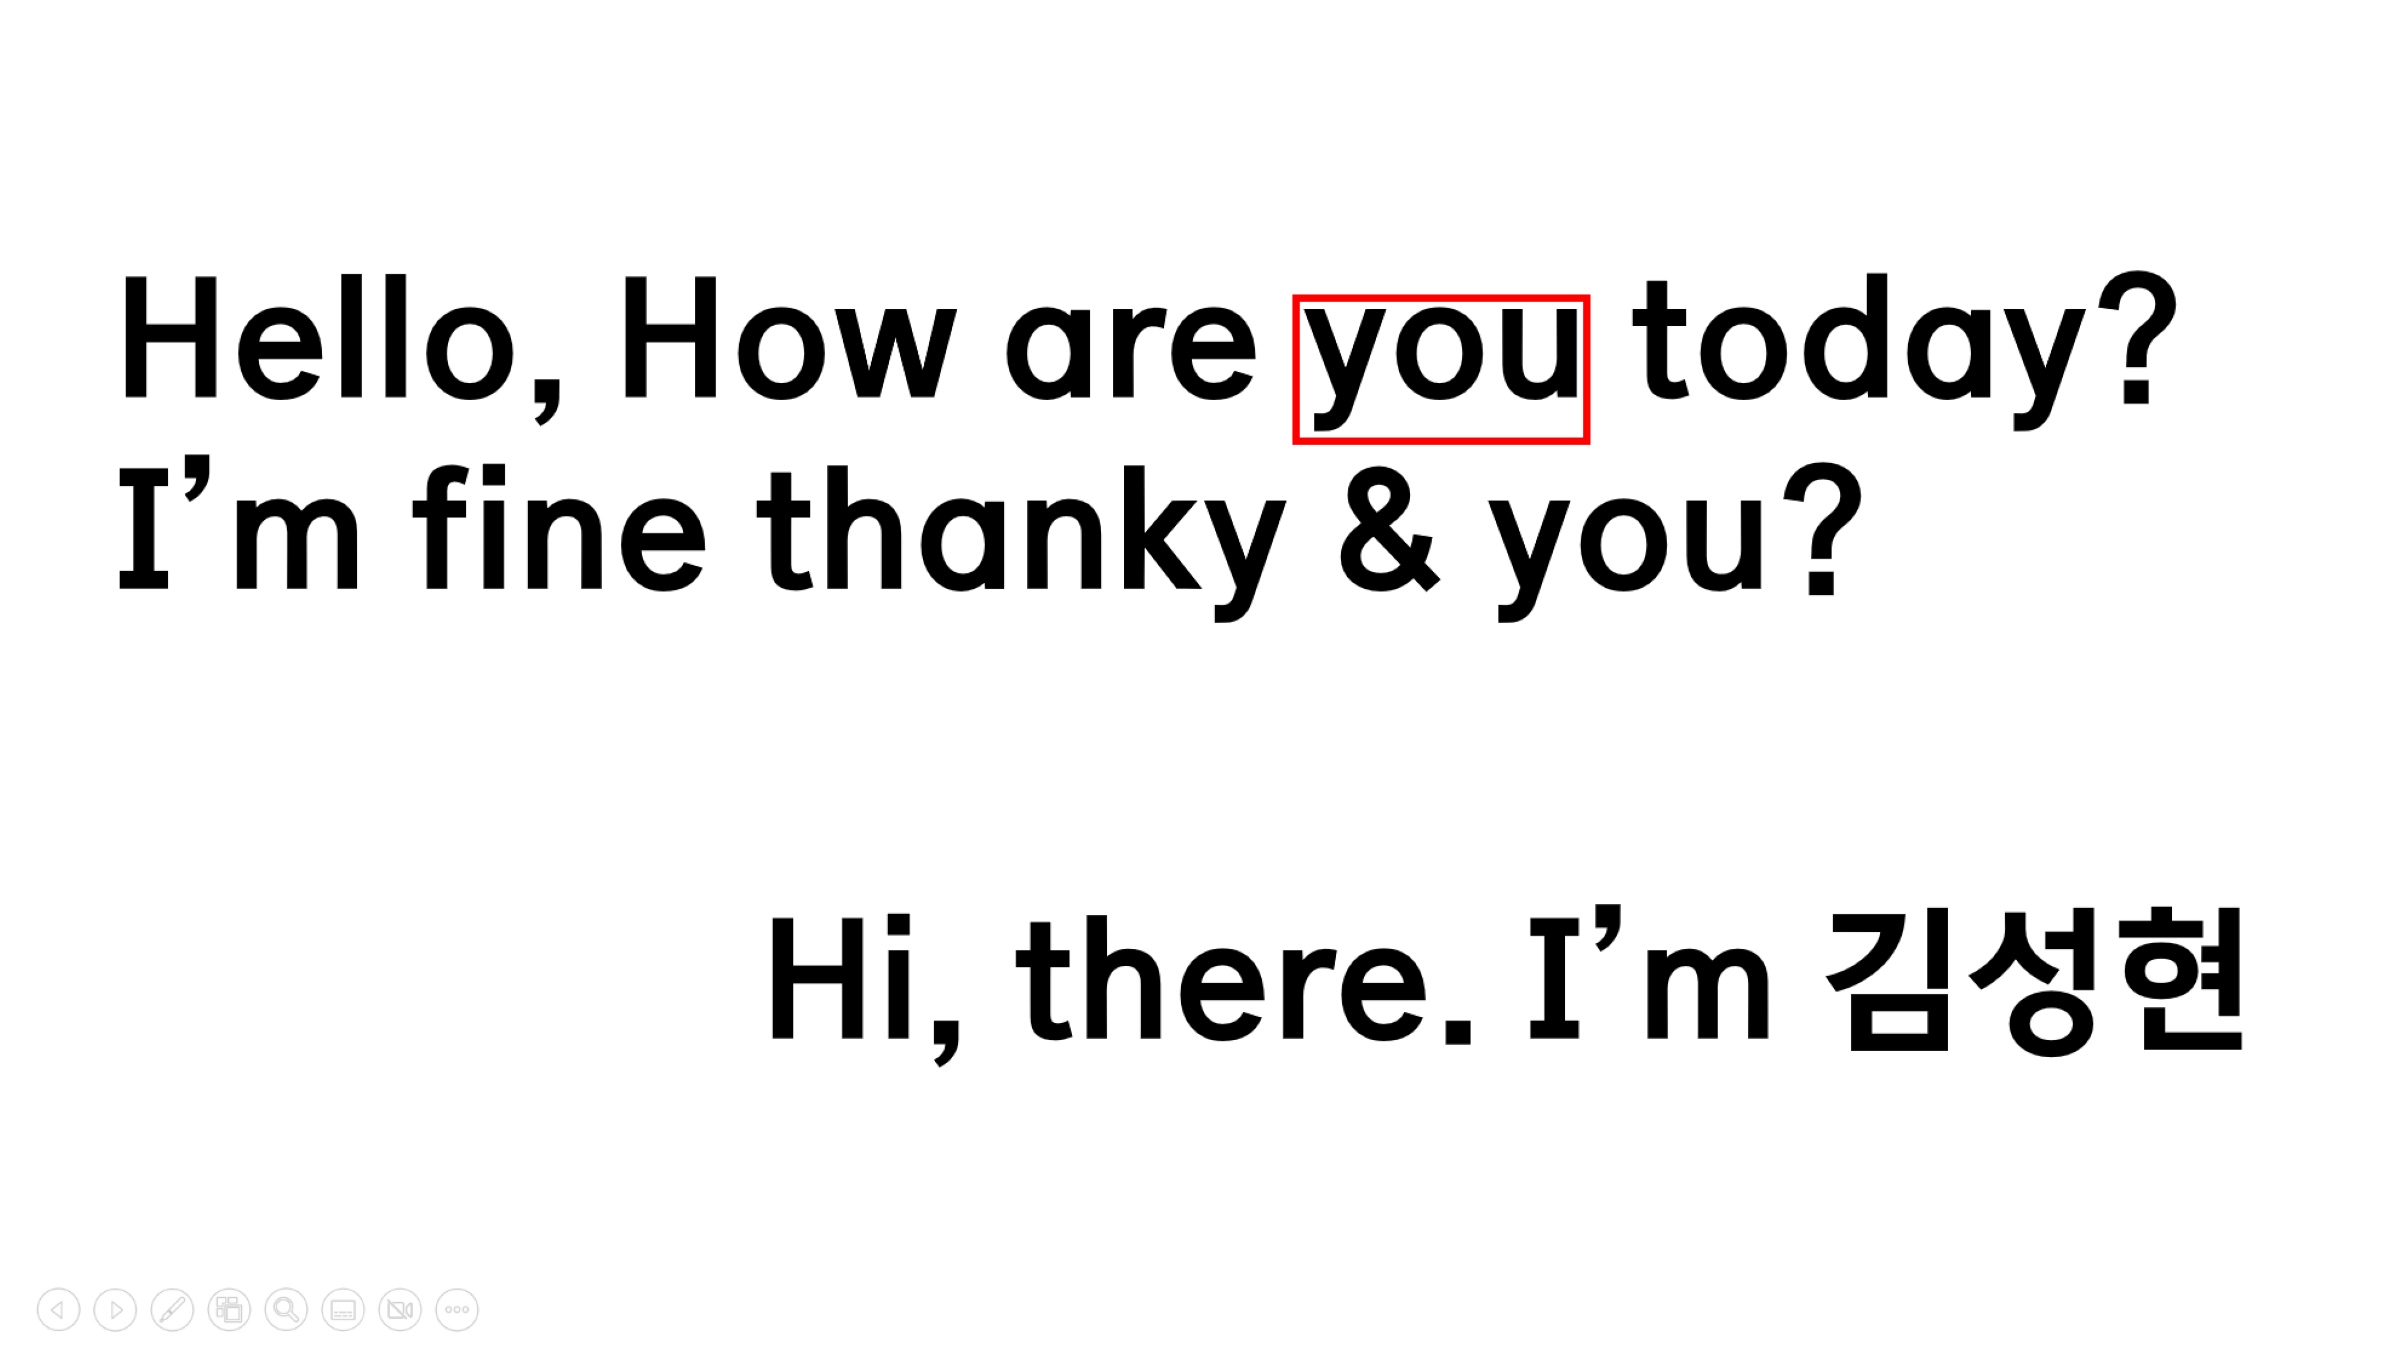 Hello, How are you today?
I’m fine thanky & you?
Hi, there. I’m 김성현